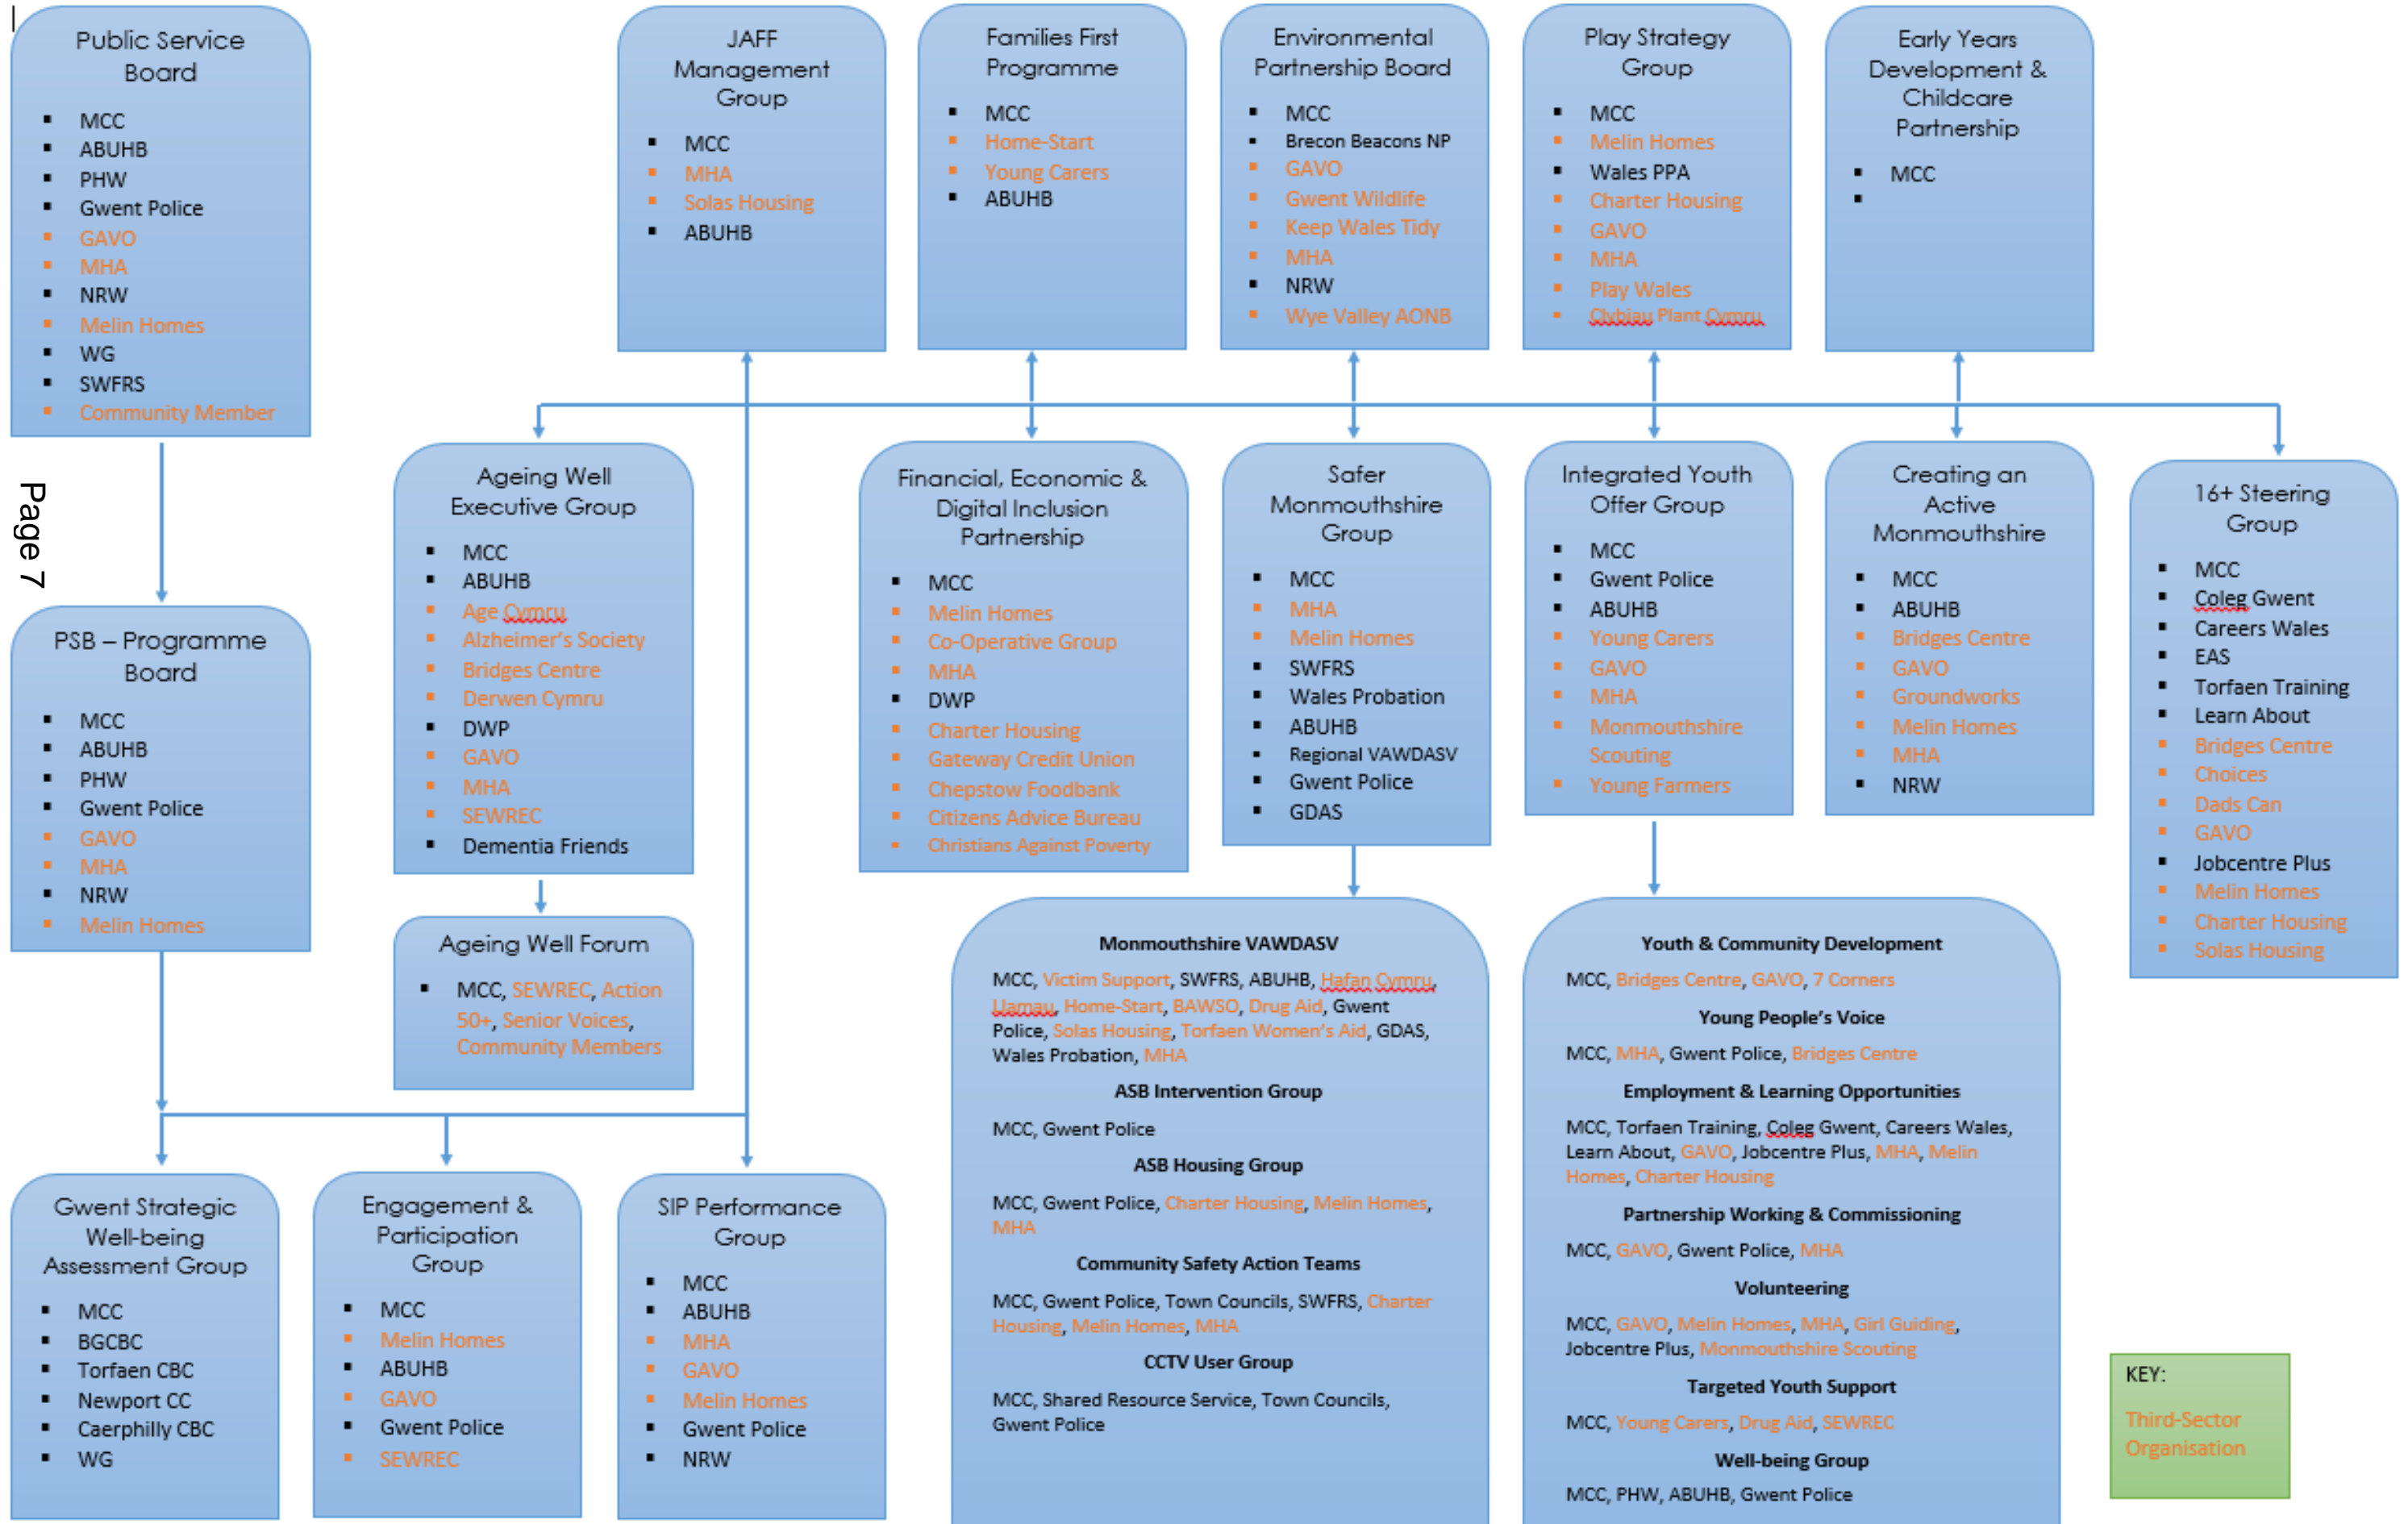 Public Service
Board
MCC
ABUHB
PHW
Gwent Police
GAVO
MHA
NRW
Melin Homes
WG
SWFRS
Community Member
JAFF
Management
Group
MCC
MHA
Solas Housing
ABUHB
Families First
Programme
MCC
Home-Start
Young Carers
ABUHB
Environmental
Partnership Board
MCC
Brecon Beacons NP
GAVO
Gwent Wildlife
Keep Wales Tidy
MHA
NRW
Wye Valley AONB
Play Strategy
Group
MCC
Melin Homes
Wales PPA
Charter Housing
GAVO
MHA
Play Wales
Clybiau Plant Cymru
Early Years
Development &
Childcare
Partnership
MCC
Page 7
PSB – Programme
Board
MCC
ABUHB
PHW
Gwent Police
GAVO
MHA
NRW
Melin Homes
Ageing Well
Executive Group
MCC
ABUHB
Age Cymru
Alzheimer's Society
Bridges Centre
Derwen Cymru
DWP
GAVO
MHA
SEWREC
Dementia Friends
Ageing Well Forum
MCC, SEWREC, Action
50+, Senior Voices,
Community Members
Financial, Economic &
Digital Inclusion
Partnership
MCC
Melin Homes
Co-Operative Group
MHA
DWP
Charter Housing
Gateway Credit Union
Chepstow Foodbank
Citizens Advice Bureau
Christians Against Poverty
Safer
Monmouthshire
Group
MCC
MHA
Melin Homes
SWFRS
Wales Probation
ABUHB
Regional VAWDASV
Gwent Police
GDAS
Integrated Youth
Offer Group
MCC
Gwent Police
ABUHB
Young Carers
GAVO
MHA
Monmouthshire
Scouting
Young Farmers
Creating an
Active
Monmouthshire
MCC
ABUHB
Bridges Centre
GAVO
Groundworks
Melin Homes
MHA
NRW
16+ Steering
Group
MCC
Coleg Gwent
Careers Wales
EAS
Torfaen Training
Learn About
Bridges Centre
Choices
Dads Can
GAVO
Jobcentre Plus
Melin Homes
Charter Housing
Solas Housing
Gwent Strategic
Well-being
Assessment Group
MCC
BGCBC
Torfaen CBC
Newport CC
Caerphilly CBC
WG
Engagement &
Participation
Group
MCC
Melin Homes
ABUHB
GAVO
Gwent Police
SEWREC
SIP Performance
Group
MCC
ABUHB
MHA
GAVO
Melin Homes
Gwent Police
NRW
Monmouthshire VAWDASV
MCC, Victim Support, SWFRS, ABUHB, Hafan Cymru,
Llamau, Home-Start, BAWSO, Drug Aid, Gwent
Police, Solas Housing, Torfaen Women's Aid, GDAS,
Wales Probation, MHA
ASB Intervention Group
MCC, Gwent Police
ASB Housing Group
MCC, Gwent Police, Charter Housing, Melin Homes,
MHA
Community Safety Action Teams
MCC, Gwent Police, Town Councils, SWFRS, Charter
Housing, Melin Homes, MHA
CCTV User Group
MCC, Shared Resource Service, Town Councils,
Gwent Police
Youth & Community Development
MCC, Bridges Centre, GAVO, 7 Corners
Young People's Voice
MCC, MHA, Gwent Police, Bridges Centre
Employment & Learning Opportunities
MCC, Torfaen Training, Coleg Gwent, Careers Wales,
Learn About, GAVO, Jobcentre Plus, MHA, Melin
Homes, Charter Housing
Partnership Working & Commissioning
MCC, GAVO, Gwent Police, MHA
Volunteering
MCC, GAVO, Melin Homes, MHA, Girl Guiding,
Jobcentre Plus, Monmouthshire Scouting
Targeted Youth Support
MCC, Young Carers, Drug Aid, SEWREC
Well-being Group
MCC, PHW, ABUHB, Gwent Police
KEY:
Third-Sector
Organisation